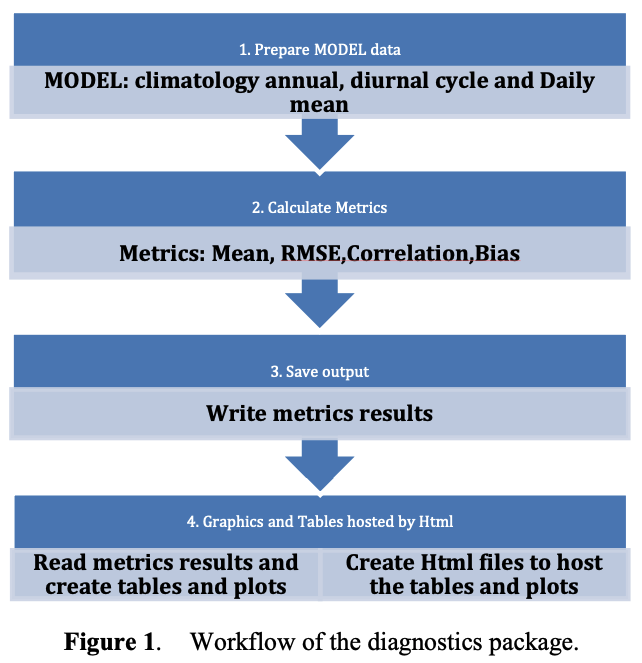 1. Prepare MODEL data
MODEL: climatology annual, diurnal cycle and Daily
mean
2. Calculate Metrics
Metrics: Mean, RMSE,Correlation,Bias
3. Save output
Write metrics results
4. Graphics and Tables hosted by Html
Read metrics results and
create tables and plots
Create Html files to host
the tables and plots
Figure 1. Workflow of the diagnostics package.